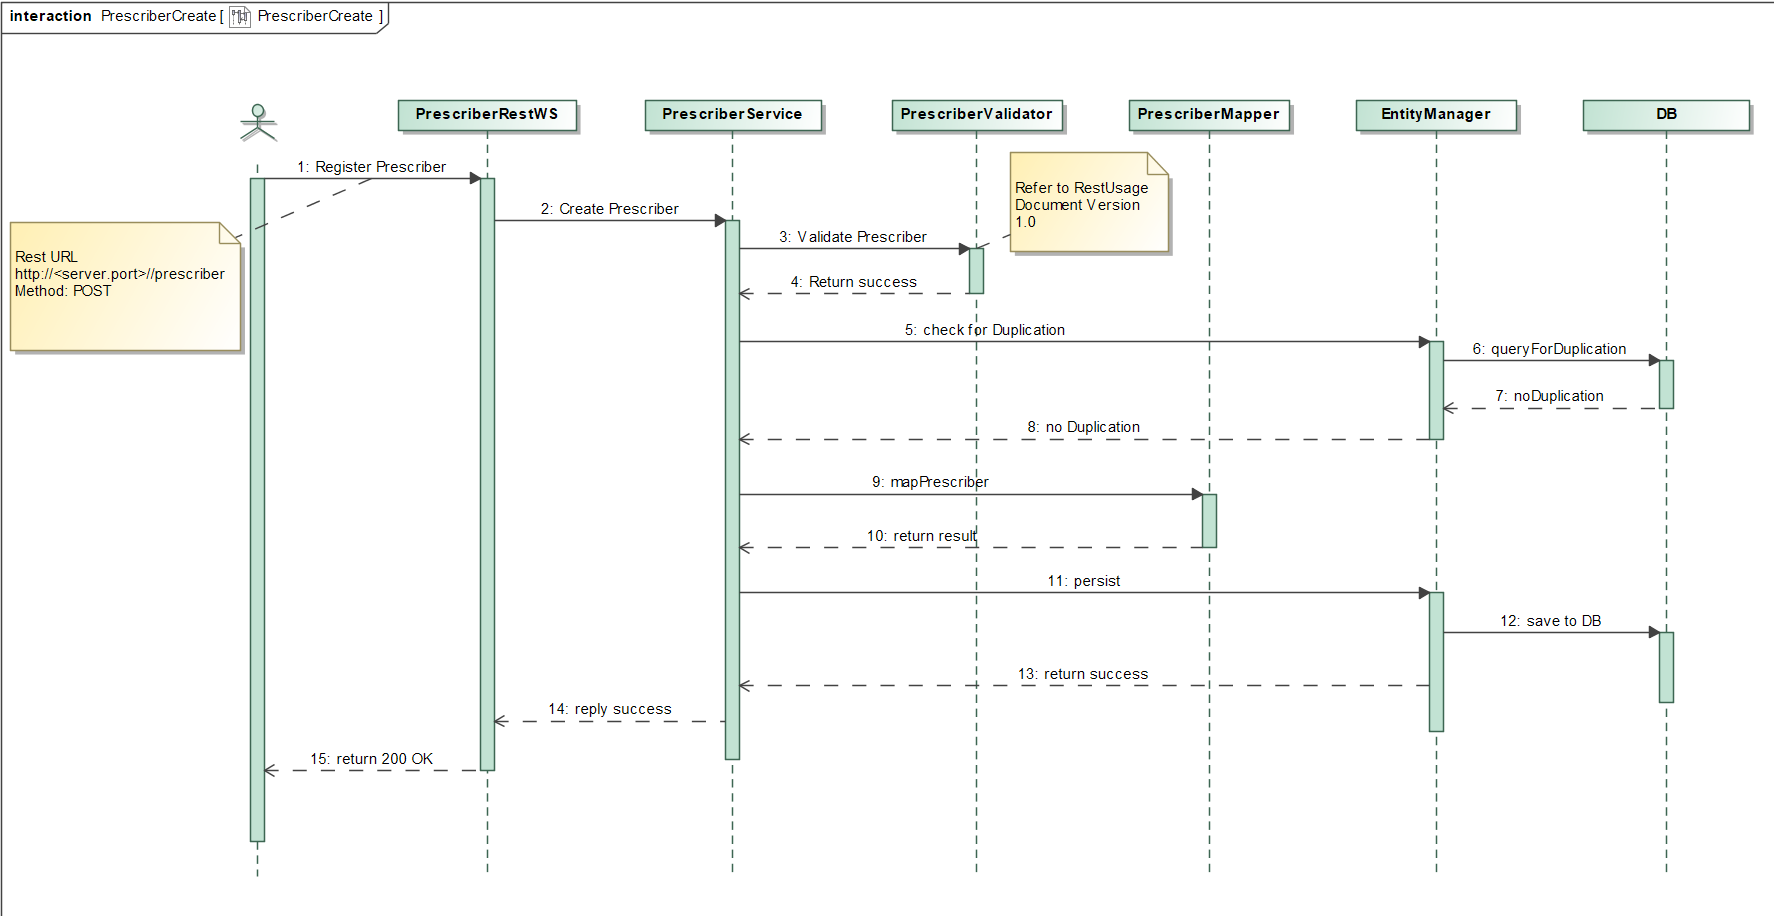 interaction PrescriberCreate [ PrescriberCreate ]
PrescriberRestWS
PrescriberService
PrescriberValidator
PrescriberMapper
EntityManager
DB
1: Register Prescriber
Refer to RestUsage
Document Version
1.0
2: Create Prescriber
3: Validate Prescriber
Rest URL
http://<server.port>//prescriber
Method: POST
4: Return success
5: check for Duplication
6: queryForDuplication
7: noDuplication
8: no Duplication
9: mapPrescriber
10: return result
11: persist
12: save to DB
13: return success
14: reply success
15: return 200 OK